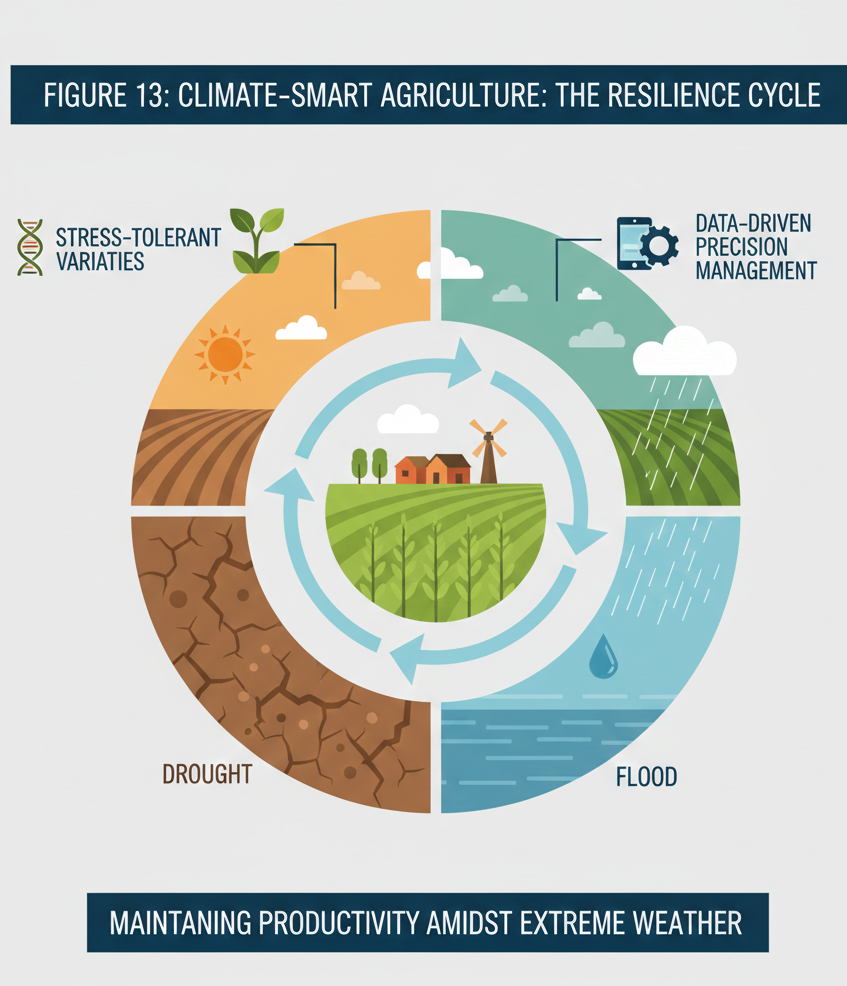 FIGURE 13: CLIMATE-SMART AGRICULTURE: THE RESILIENCE CYCLE
STRESS-TOLERANT
VARIATIES
DATA-DRIVEN
PRECISION
MANAGEMENT
DROUGHT
FLOOD
MAINTANING PRODUCTIVITY AMIDST EXTREME WEATHER